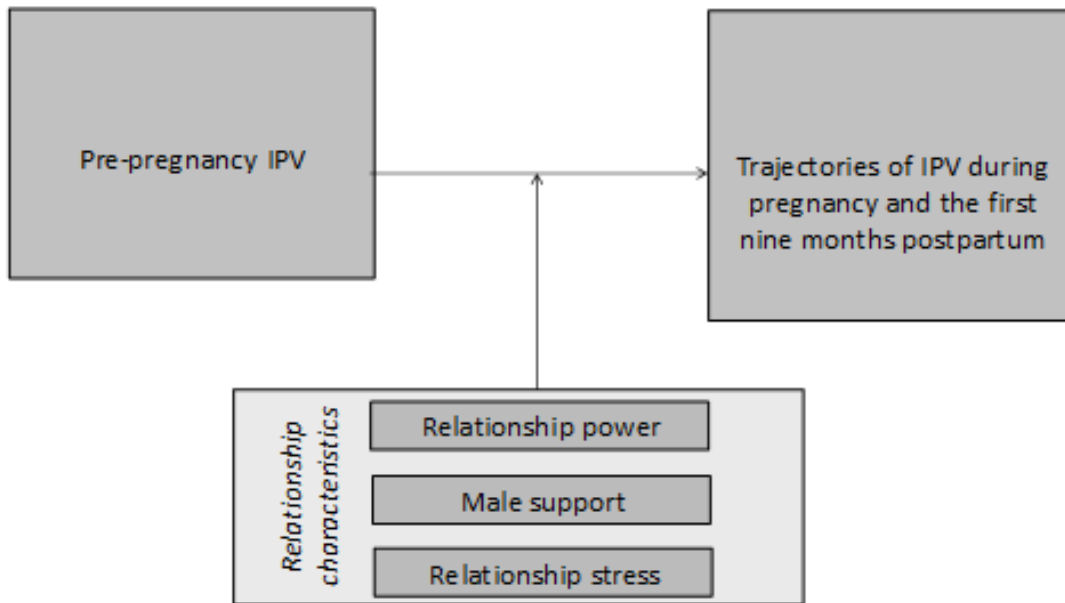 Pre-pregnancy IPV
Trajectories of IPV during
pregnancy and the first
nine months postpartum
Relationship
characteristics
Relationship power
Male support
Relationship stress